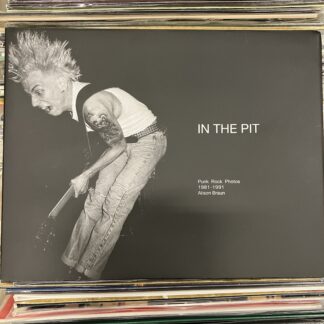 IN THE PIT
Punk Rock Photos
1981-1991
Alison Braun